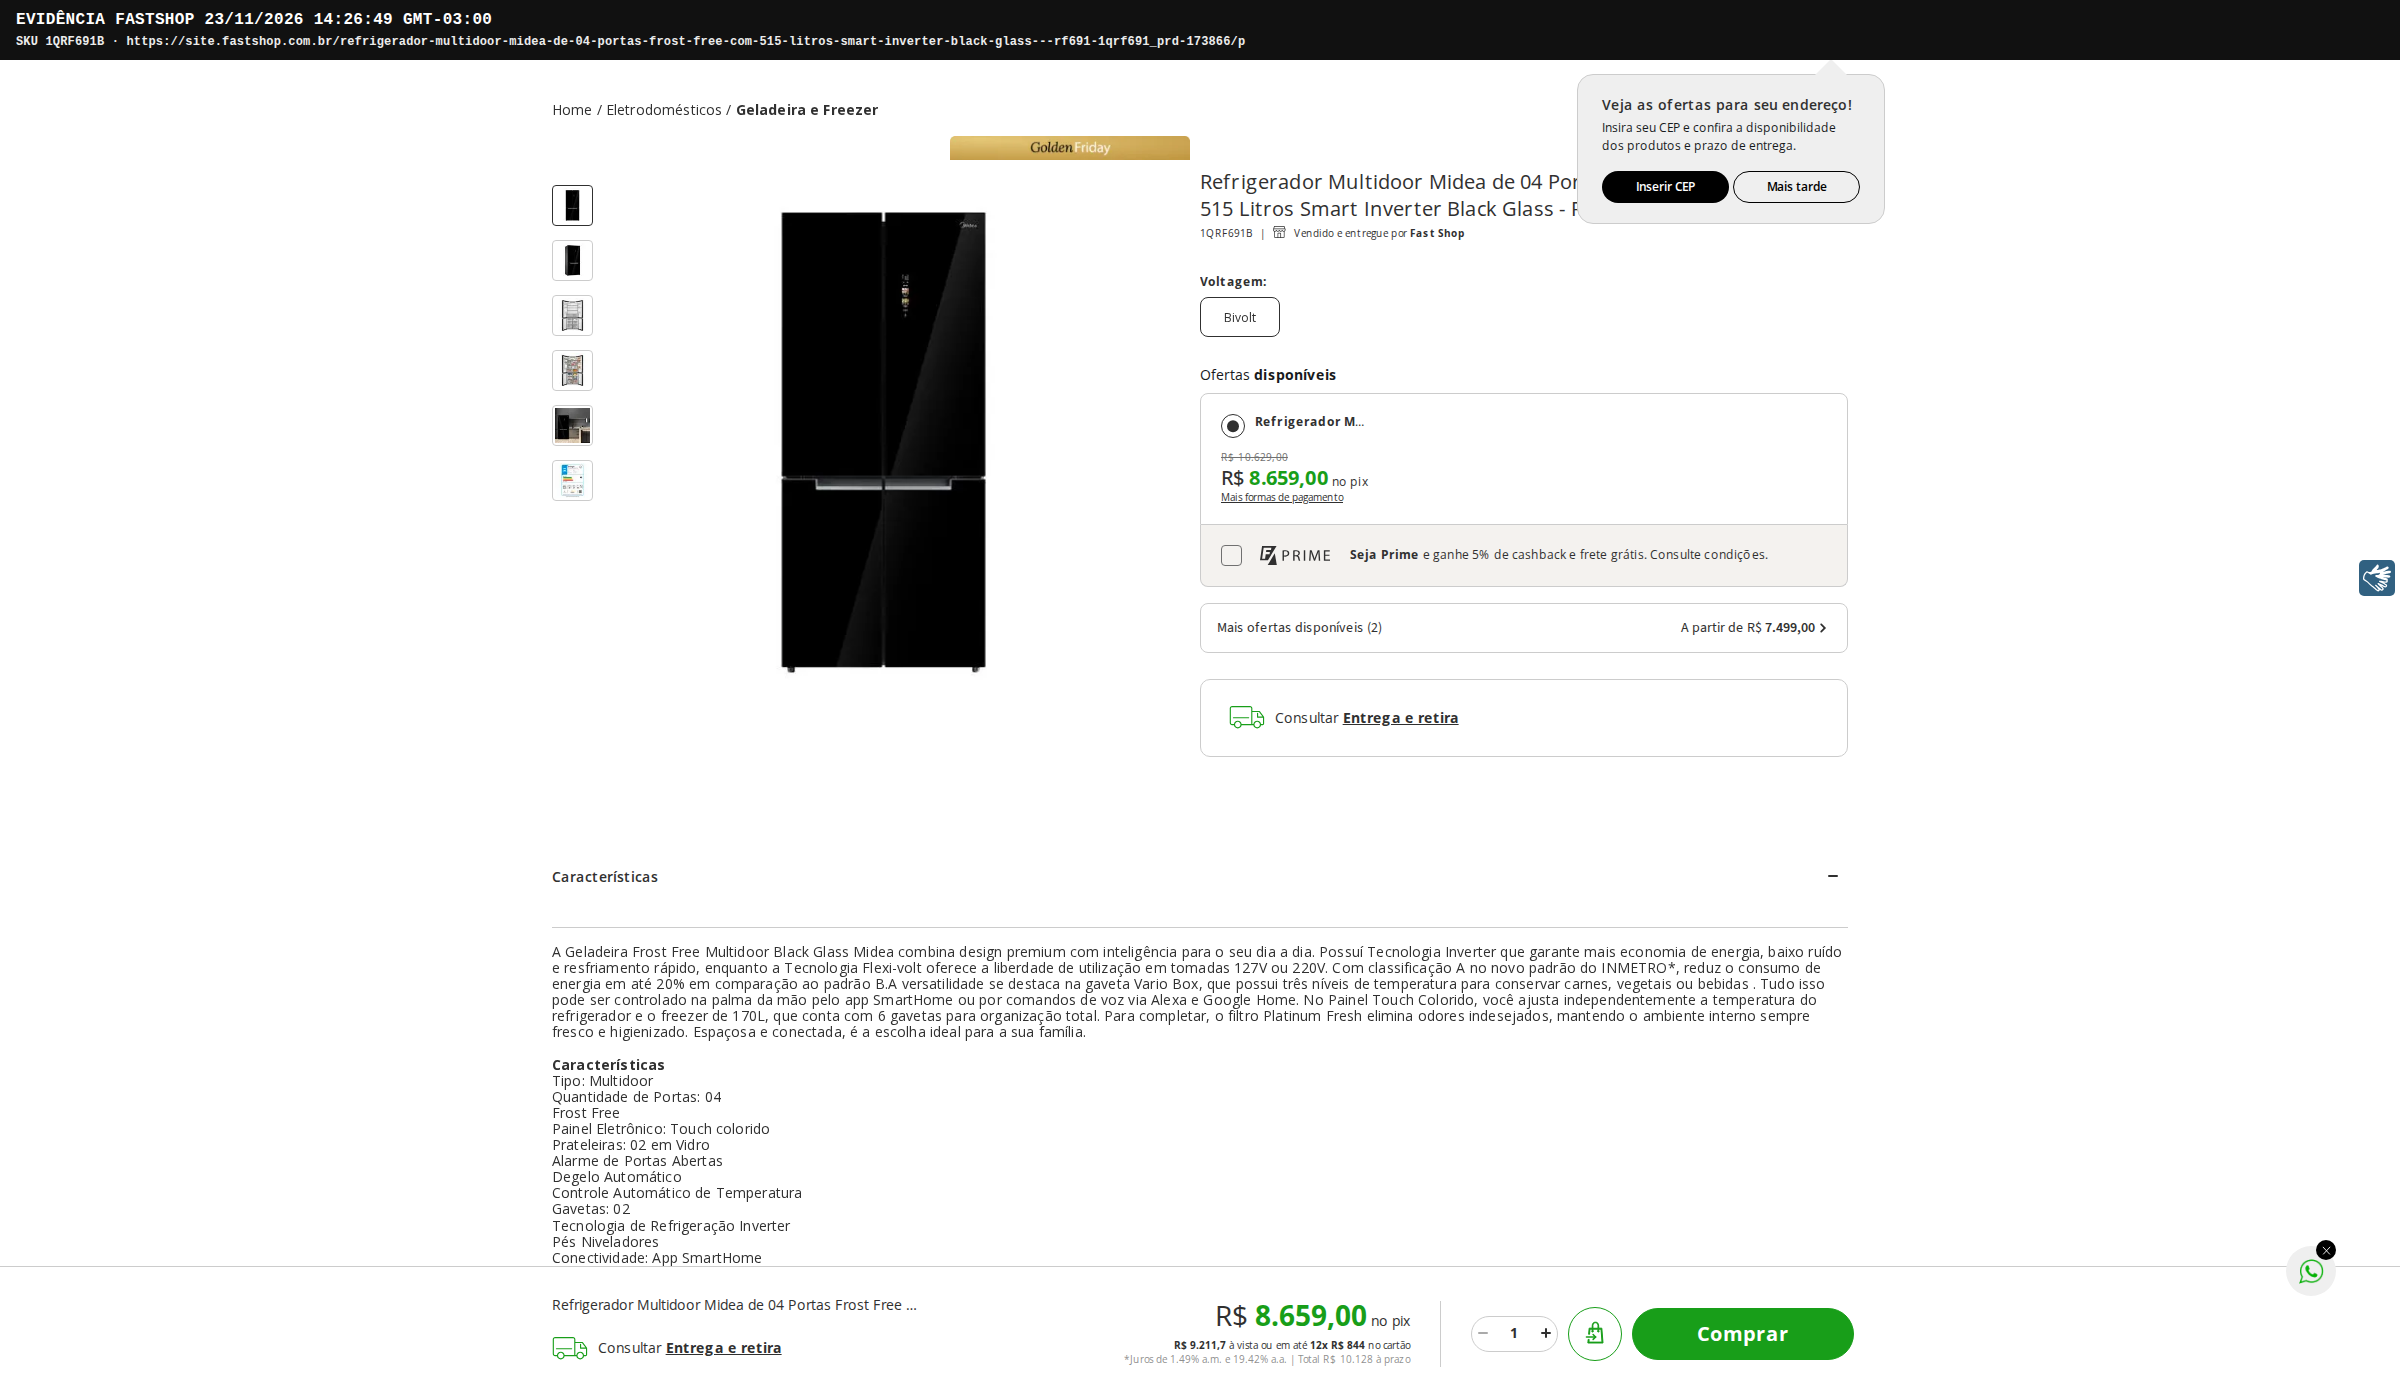 EVIDÊNCIA FASTSHOP 23/11/2026 14:26:49 GMT-03:00
SKU 1QRF691B · https://site.fastshop.com.br/refrigerador-multidoor-midea-de-04-portas-frost-free-com-515-litros-smart-inverter-black-glass---rf691-1qrf691_prd-173866/p
Home / Eletrodomésticos / Geladeira e Freezer
Veja as ofertas para seu endereço!
Insira seu CEP e confira a disponibilidade
dos produtos e prazo de entrega.
Inserir CEP
Mais tarde
Golden Friday
Refrigerador Multidoor Midea de 04 Por
515 Litros Smart Inverter Black Glass -
1QRF691B | Vendido e entregue por Fast Shop
Midea
Voltagem:
Bivolt
Ofertas disponíveis
Refrigerador M...
R$ 10.629,00
R$ 8.659,00 no pix
Mais formas de pagamento
PRIME Seja Prime e ganhe 5% de cashback e frete grátis. Consulte condições.
Mais ofertas disponíveis (2) A partir de R$ 7.499,00
Consultar Entrega e retira
Características
A Geladeira Frost Free Multidoor Black Glass Midea combina design premium com inteligência para o seu dia a dia. Possuí Tecnologia Inverter que garante mais economia de energia, baixo ruído
e resfriamento rápido, enquanto a Tecnologia Flexi-volt oferece a liberdade de utilização em tomadas 127V ou 220V. Com classificação A no novo padrão do INMETRO*, reduz o consumo de
energia em até 20% em comparação ao padrão B.A versatilidade se destaca na gaveta Vario Box, que possui três níveis de temperatura para conservar carnes, vegetais ou bebidas . Tudo isso
pode ser controlado na palma da mão pelo app SmartHome ou por comandos de voz via Alexa e Google Home. No Painel Touch Colorido, você ajusta independentemente a temperatura do
refrigerador e o freezer de 170L, que conta com 6 gavetas para organização total. Para completar, o filtro Platinum Fresh elimina odores indesejados, mantendo o ambiente interno sempre
fresco e higienizado. Espaçosa e conectada, é a escolha ideal para a sua família.
Características
Tipo: Multidoor
Quantidade de Portas: 04
Frost Free
Painel Eletrônico: Touch colorido
Prateleiras: 02 em Vidro
Alarme de Portas Abertas
Degelo Automático
Controle Automático de Temperatura
Gavetas: 02
Tecnologia de Refrigeração Inverter
Pés Niveladores
Conectividade: App SmartHome
Refrigerador Multidoor Midea de 04 Portas Frost Free ...
Consultar Entrega e retira
R$ 8.659,00 no pix
R$ 9.211,7 à vista ou em até 12x R$ 844 no cartão
*Juros de 1.49% a.m. e 19.42% a.a. | Total R$ 10.128 à prazo
1
Comprar